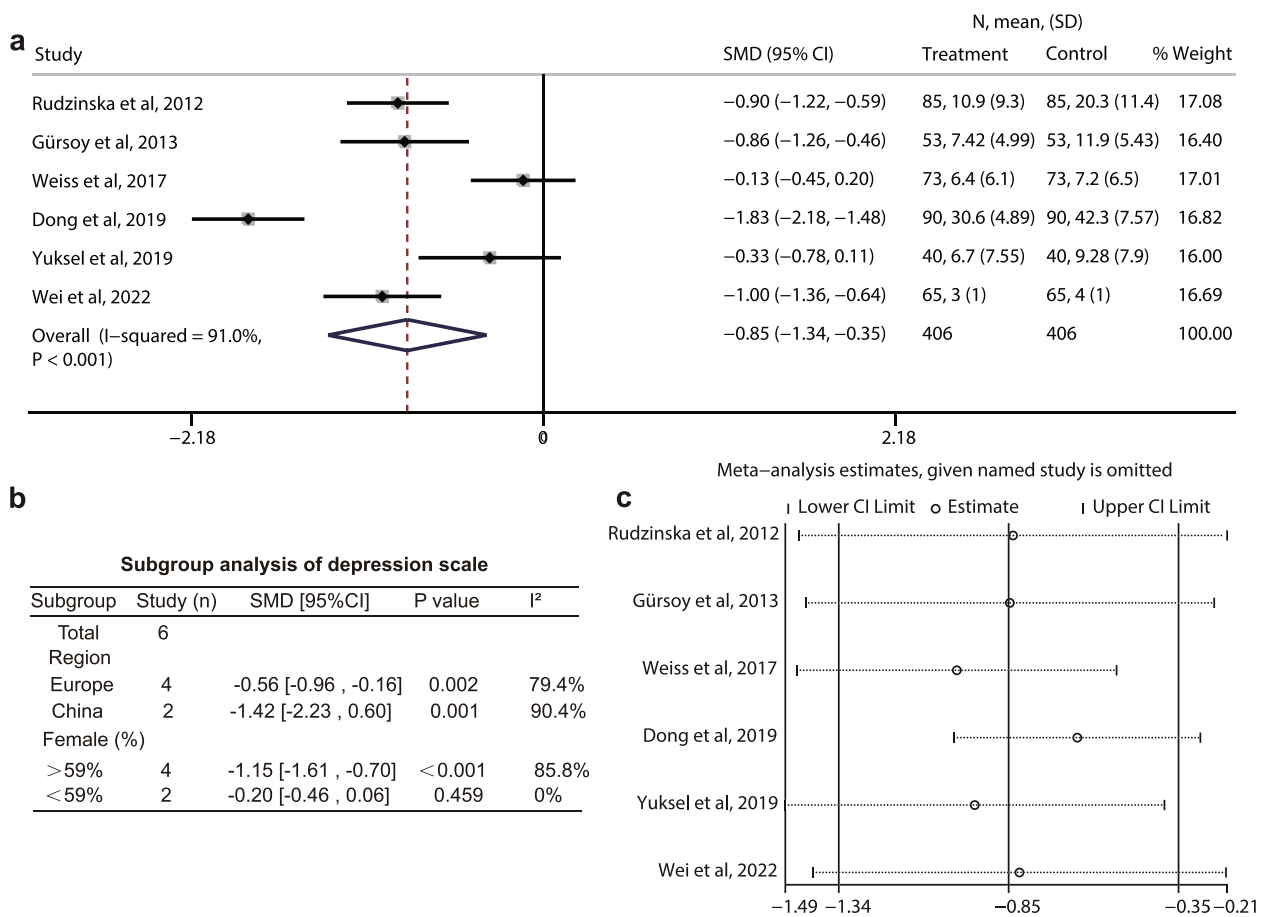 a
N, mean, (SD)
Study SMD (95% CI) Treatment Control % Weight
Rudzinska et al, 2012 −0.90 (−1.22, −0.59) 85, 10.9 (9.3) 85, 20.3 (11.4) 17.08
Gürsoy et al, 2013 −0.86 (−1.26, −0.46) 53, 7.42 (4.99) 53, 11.9 (5.43) 16.40
Weiss et al, 2017 −0.13 (−0.45, 0.20) 73, 6.4 (6.1) 73, 7.2 (6.5) 17.01
Dong et al, 2019 −1.83 (−2.18, −1.48) 90, 30.6 (4.89) 90, 42.3 (7.57) 16.82
Yuksel et al, 2019 −0.33 (−0.78, 0.11) 40, 6.7 (7.55) 40, 9.28 (7.9) 16.00
Wei et al, 2022 −1.00 (−1.36, −0.64) 65, 3 (1) 65, 4 (1) 16.69
Overall (I−squared = 91.0%, −0.85 (−1.34, −0.35) 406 406 100.00
P < 0.001)
−2.18 0 2.18
b
Subgroup analysis of depression scale
Subgroup Study (n) SMD [95%CI] P value I²
Total 6
Region
Europe 4 -0.56 [-0.96 , -0.16] 0.002 79.4%
China 2 -1.42 [-2.23 , 0.60] 0.001 90.4%
Female (%)
>59% 4 -1.15 [-1.61 , -0.70] <0.001 85.8%
<59% 2 -0.20 [-0.46 , 0.06] 0.459 0%
c
Meta−analysis estimates, given named study is omitted
Lower CI Limit Estimate Upper CI Limit
Rudzinska et al, 2012
Gürsoy et al, 2013
Weiss et al, 2017
Dong et al, 2019
Yuksel et al, 2019
Wei et al, 2022
−1.49 −1.34 −0.85 −0.35 −0.21